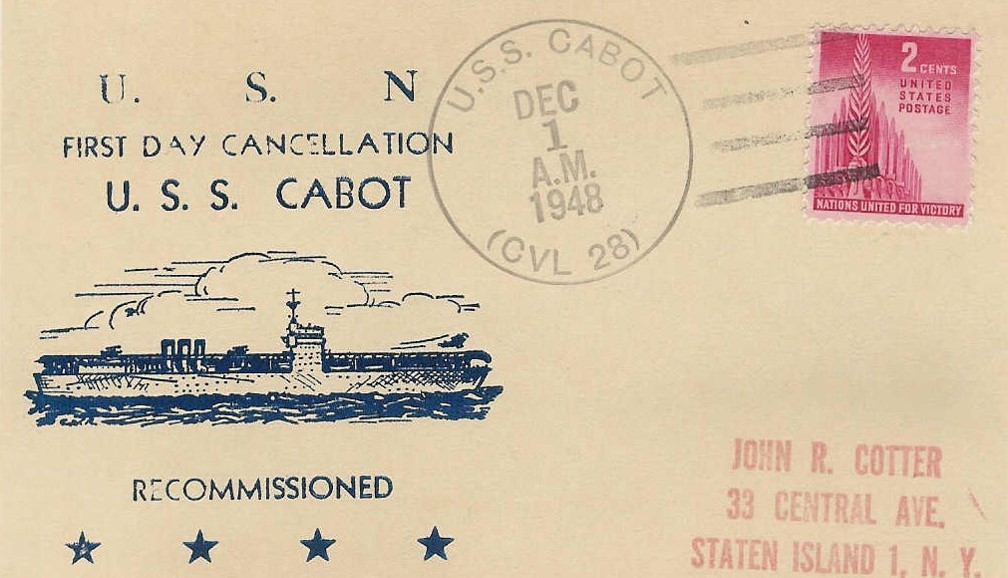 U. S. N
FIRST DAY CANCELLATION
U. S. S. CABOT
RECOMMISSIONED
U.S.S. CABOT
DEC
1
A.M.
1948
(CVL 28)
2 CENTS
UNITED
STATES
POSTAGE
NATIONS UNITED FOR VICTORY
JOHN R. COTTER
33 CENTRAL AVE.
STATEN ISLAND 1, N. Y.